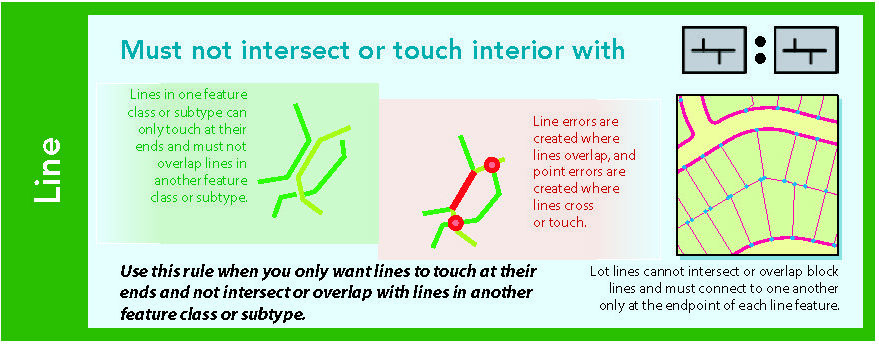 Line
Must not intersect or touch interior with
Lines in one feature
class or subtype can
only touch at their
ends and must not
overlap lines in
another feature
class or subtype.
Line errors are
created where
lines overlap, and
point errors are
created where
lines cross
or touch.
Use this rule when you only want lines to touch at their
ends and not intersect or overlap with lines in another
feature class or subtype.
Lot lines cannot intersect or overlap block
lines and must connect to one another
only at the endpoint of each line feature.